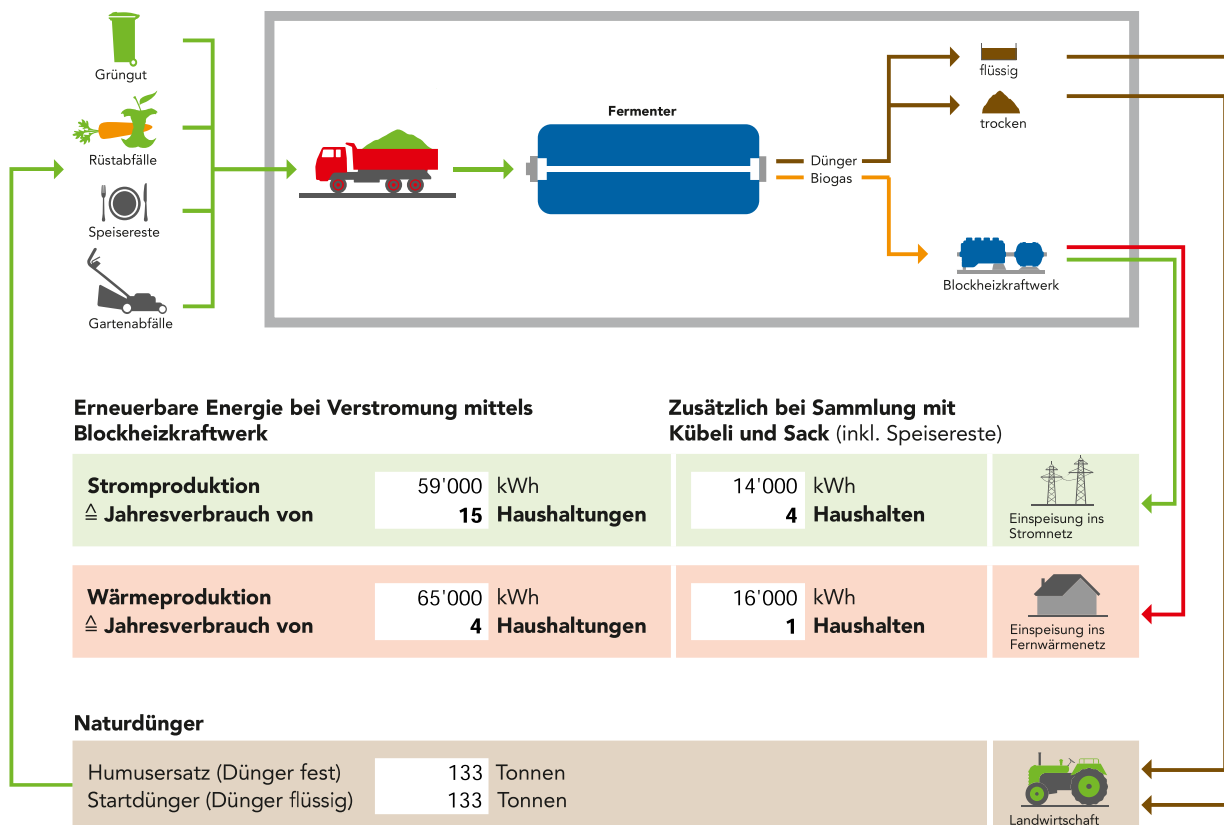 Grüngut
Rüstabfälle
Speisereste
Gartenabfälle
Fermenter
Dünger
Biogas
flüssig
trocken
Blockheizkraftwerk
Erneuerbare Energie bei Verstromung mittels
Blockheizkraftwerk
Zusätzlich bei Sammlung mit
Kübeli und Sack (inkl. Speisereste)
Stromproduktion 59'000 kWh 14'000 kWh
≙ Jahresverbrauch von 15 Haushaltungen 4 Haushalten
Einspeisung ins
Stromnetz
Wärmeproduktion 65'000 kWh 16'000 kWh
≙ Jahresverbrauch von 4 Haushaltungen 1 Haushalten
Einspeisung ins
Fernwärmenetz
Naturdünger
Humusersatz (Dünger fest) 133 Tonnen
Startdünger (Dünger flüssig) 133 Tonnen
Landwirtschaft